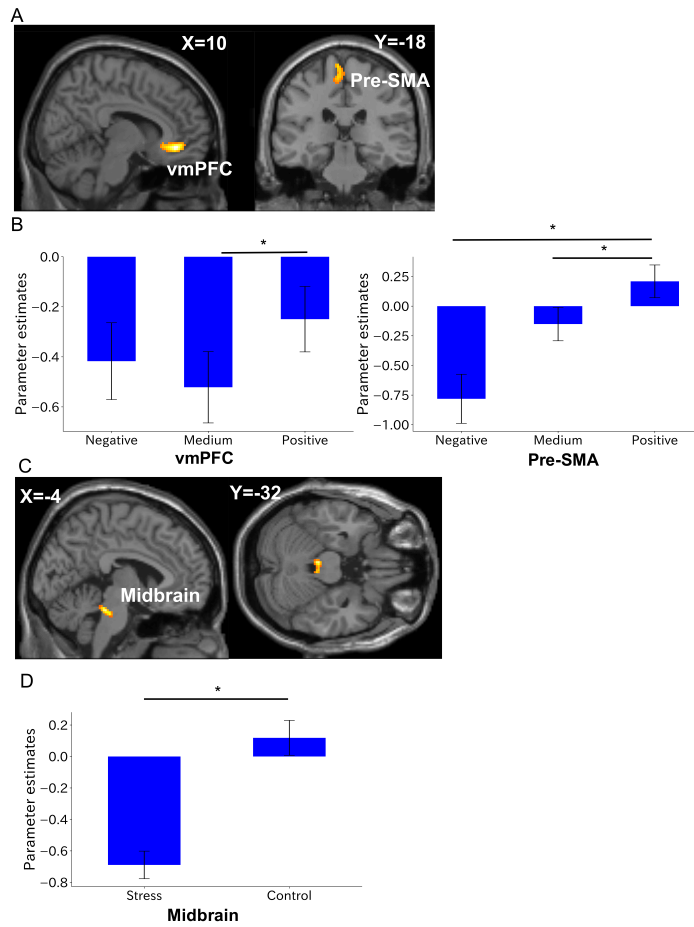 A
X=10
Y=-18
Pre-SMA
vmPFC
B
Parameter estimates
0.0
−0.2
−0.4
−0.6
*
Negative Medium Positive
vmPFC
Parameter estimates
0.25
0.00
−0.25
−0.50
−0.75
−1.00
*
*
Negative Medium Positive
Pre-SMA
C
X=-4
Y=-32
Midbrain
D
*
Parameter estimates
0.2
0.0
−0.2
−0.4
−0.6
−0.8
Stress Control
Midbrain